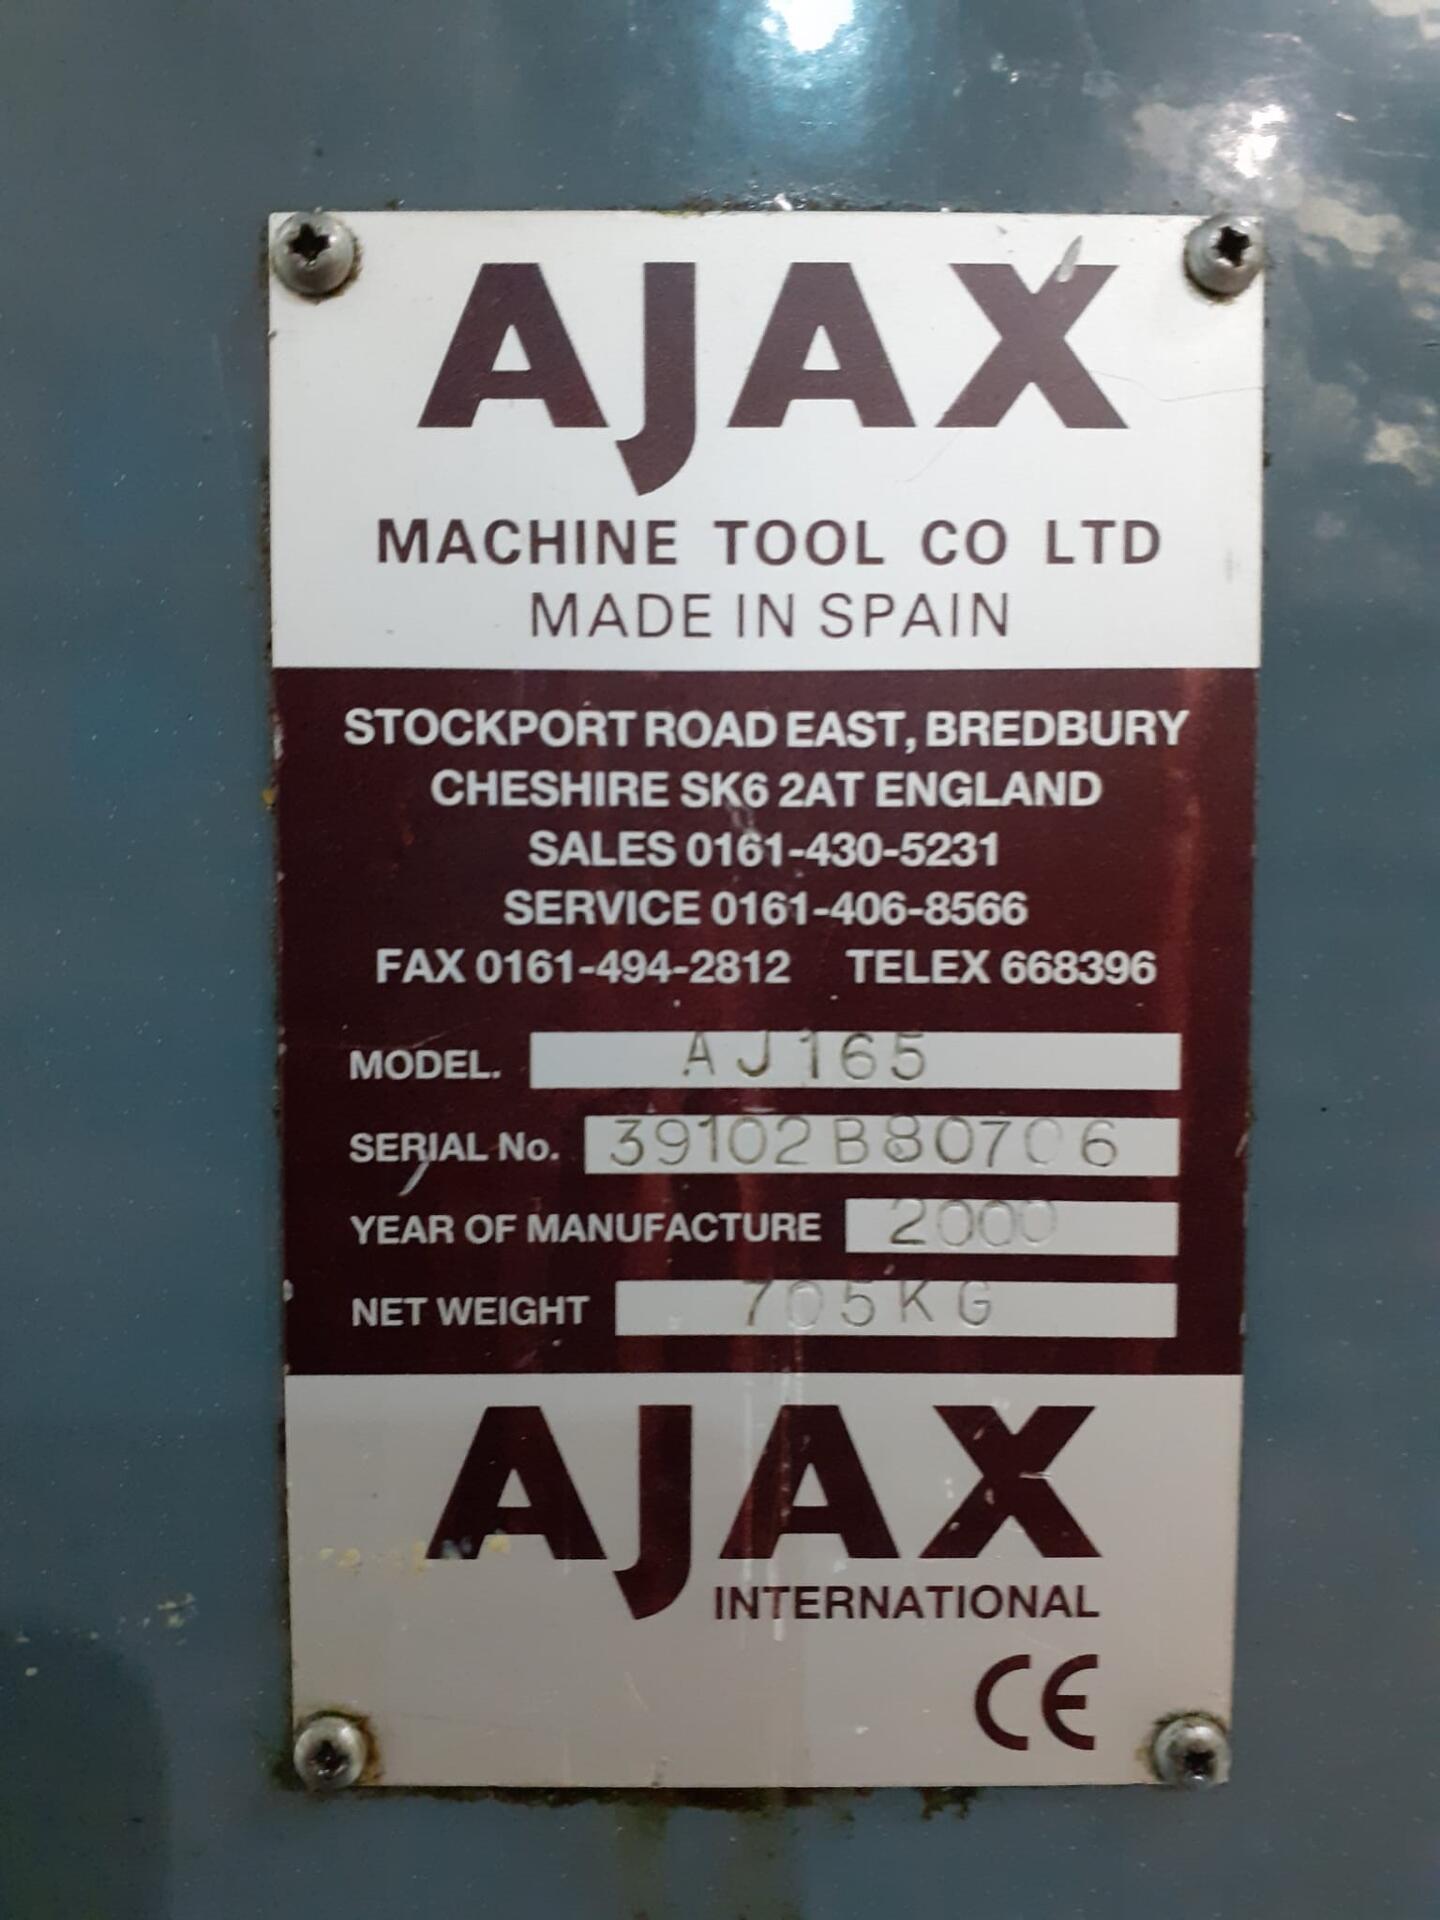 AJAX
MACHINE TOOL CO LTD
MADE IN SPAIN
STOCKPORT ROAD EAST, BREDBURY
CHESHIRE SK6 2AT ENGLAND
SALES 0161-430-5231
SERVICE 0161-406-8566
FAX 0161-494-2812 TELEX 668396
MODEL. AJ165
SERIAL No. 39102B80706
YEAR OF MANUFACTURE 2000
NET WEIGHT 705KG
AJAX
INTERNATIONAL
CE